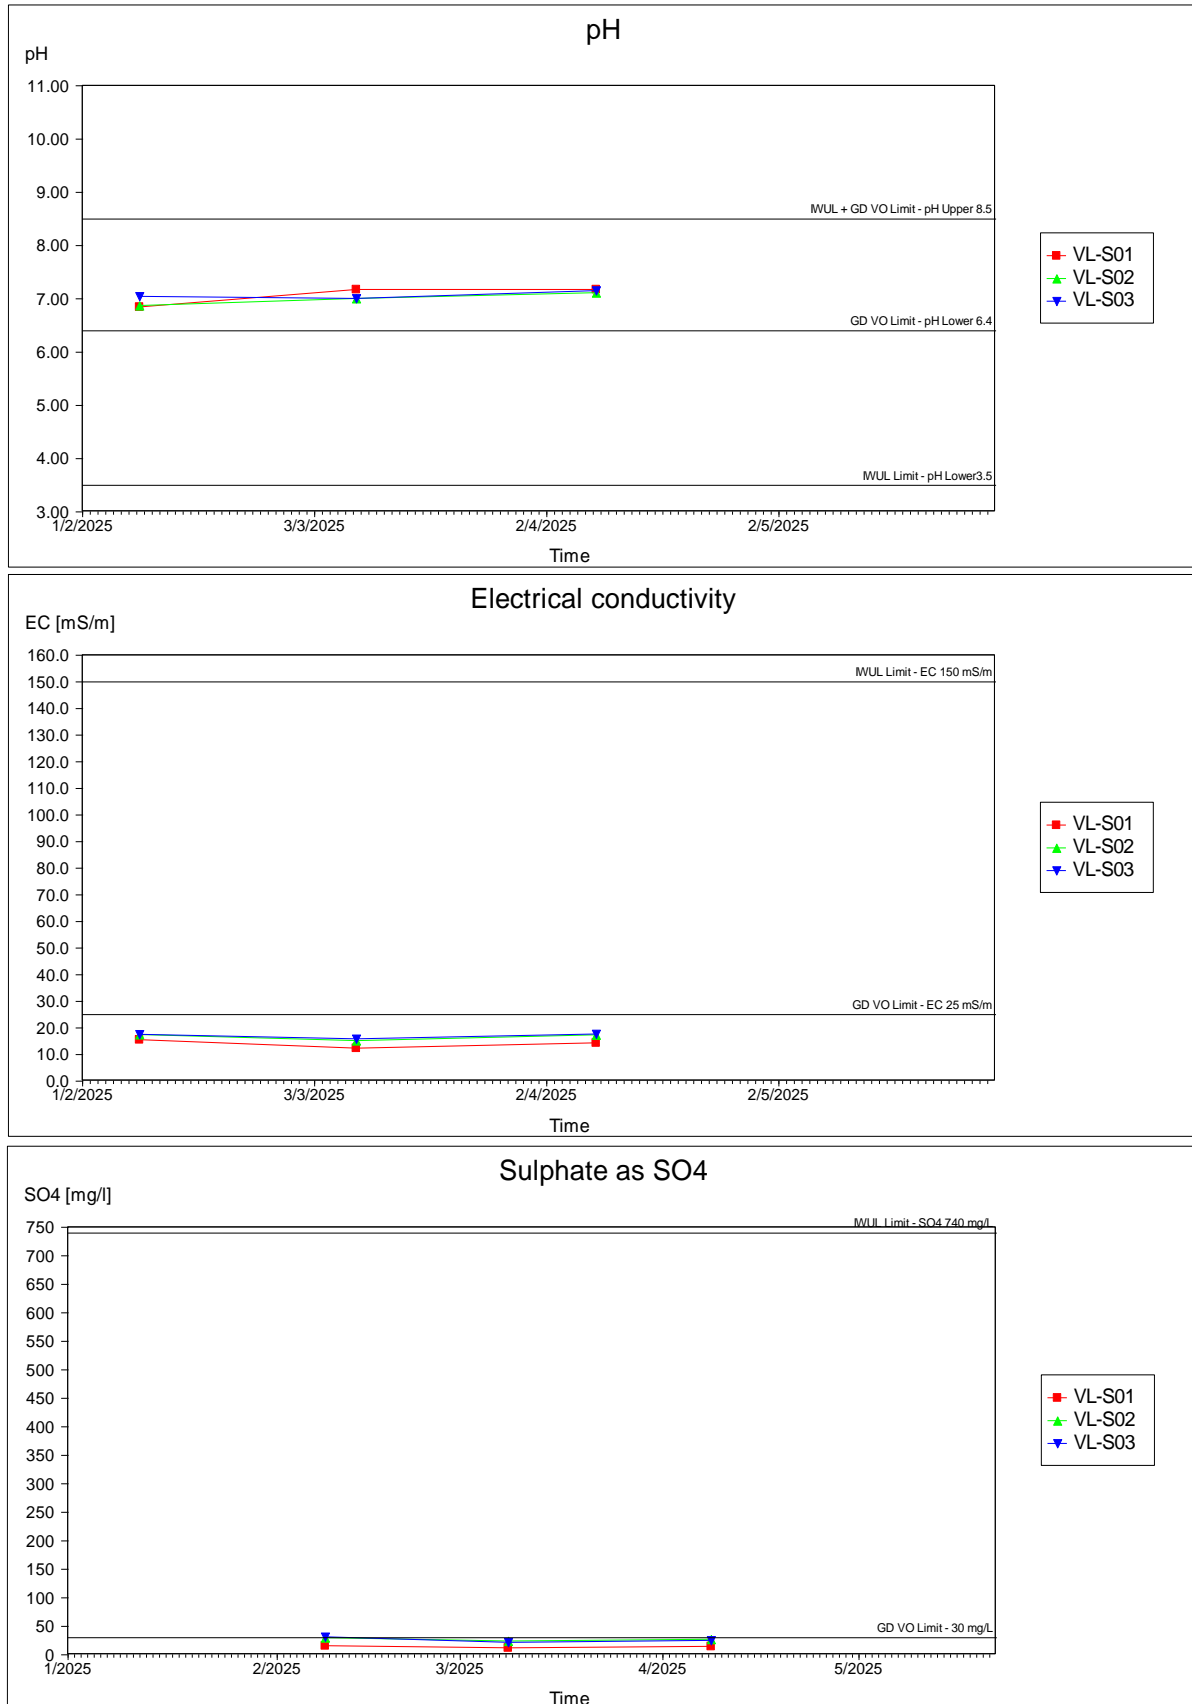 pH
pH
11.00
10.00
9.00
IWUL + GD VO Limit - pH Upper 8.5
8.00
7.00
GD VO Limit - pH Lower 6.4
6.00
5.00
4.00
IWUL Limit - pH Lower3.5
3.00
1/2/2025 3/3/2025 2/4/2025 2/5/2025
Time
VL-S01
VL-S02
VL-S03
Electrical conductivity
EC [mS/m]
160.0
IWUL Limit - EC 150 mS/m
150.0
140.0
130.0
120.0
110.0
100.0
90.0
80.0
70.0
60.0
50.0
40.0
30.0
GD VO Limit - EC 25 mS/m
20.0
10.0
0.0
1/2/2025 3/3/2025 2/4/2025 2/5/2025
Time
VL-S01
VL-S02
VL-S03
Sulphate as SO4
SO4 [mg/l]
IWUL Limit - SO4 740 mg/L
750
700
650
600
550
500
450
400
350
300
250
200
150
100
50
GD VO Limit - 30 mg/L
0
1/2025 2/2025 3/2025 4/2025 5/2025
Time
VL-S01
VL-S02
VL-S03